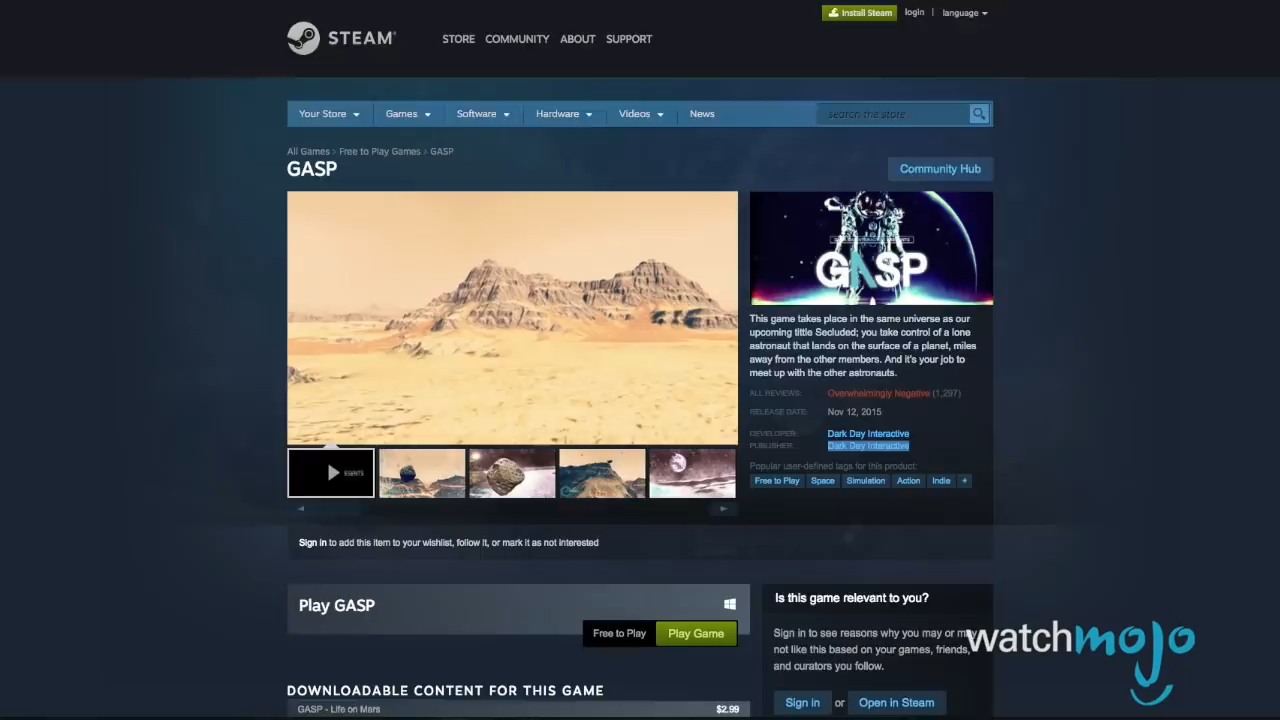 Install Steam
login
language
STEAM
STORE COMMUNITY ABOUT SUPPORT
Your Store Games Software Hardware Videos News
search the store
All Games > Free to Play Games > GASP
GASP
Community Hub
GASP
This game takes place in the same universe as our
upcoming tittle Secluded; you take control of a lone
astronaut that lands on the surface of a planet, miles
away from the other members. And it's your job to
meet up with the other astronauts.
ALL REVIEWS: Overwhelmingly Negative (1,297)
RELEASE DATE: Nov 12, 2015
DEVELOPER: Dark Day Interactive
PUBLISHER: Dark Day Interactive
Popular user-defined tags for this product:
Free to Play Space Simulation Action Indie +
Sign in to add this item to your wishlist, follow it, or mark it as not interested
Play GASP
Free to Play Play Game
Is this game relevant to you?
Sign in to see reasons why you may or may
not like this based on your games, friends,
and curators you follow.
Sign in or Open in Steam
watchmojo
DOWNLOADABLE CONTENT FOR THIS GAME
GASP - Life on Mars $2.99